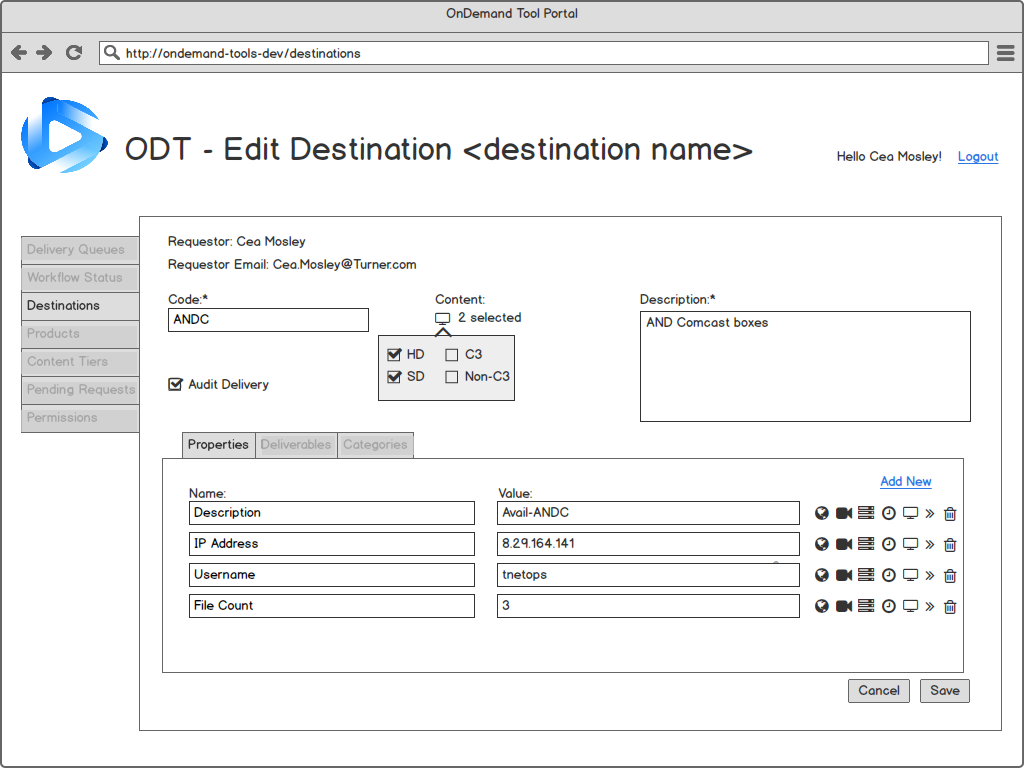 OnDemand Tool Portal
http://ondemand-tools-dev/destinations
ODT - Edit Destination <destination name>
Hello Cea Mosley! Logout
Delivery Queues
Workflow Status
Destinations
Products
Content Tiers
Pending Requests
Permissions
Requestor: Cea Mosley
Requestor Email: Cea.Mosley@Turner.com
Code:* Content: Description:*
ANDC 2 selected AND Comcast boxes
HD C3
SD Non-C3
Audit Delivery
Properties Deliverables Categories
Add New
Name: Value:
Description Avail-ANDC
IP Address 8.29.164.141
Username tnetops
File Count 3
Cancel Save